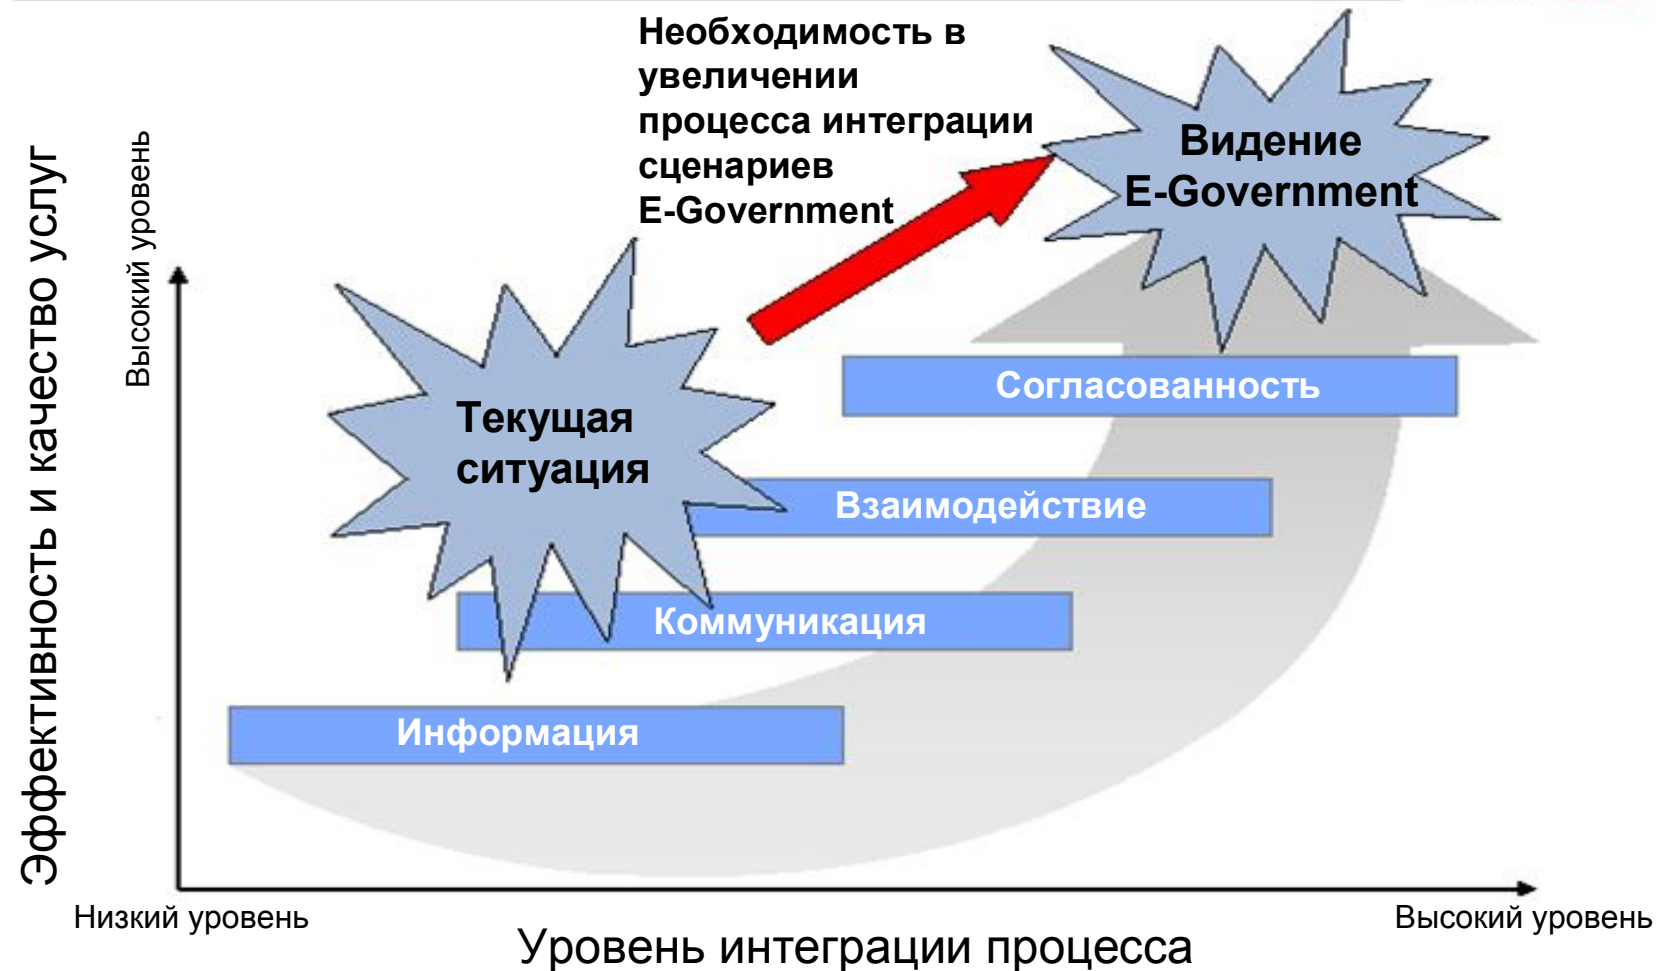 Необходимость в
увеличении
процесса интеграции
сценариев
E-Government
Видение
E-Government
Эффективность и качество услуг
Высокий уровень
Текущая
ситуация
Согласованность
Взаимодействие
Коммуникация
Информация
Низкий уровень
Высокий уровень
Уровень интеграции процесса